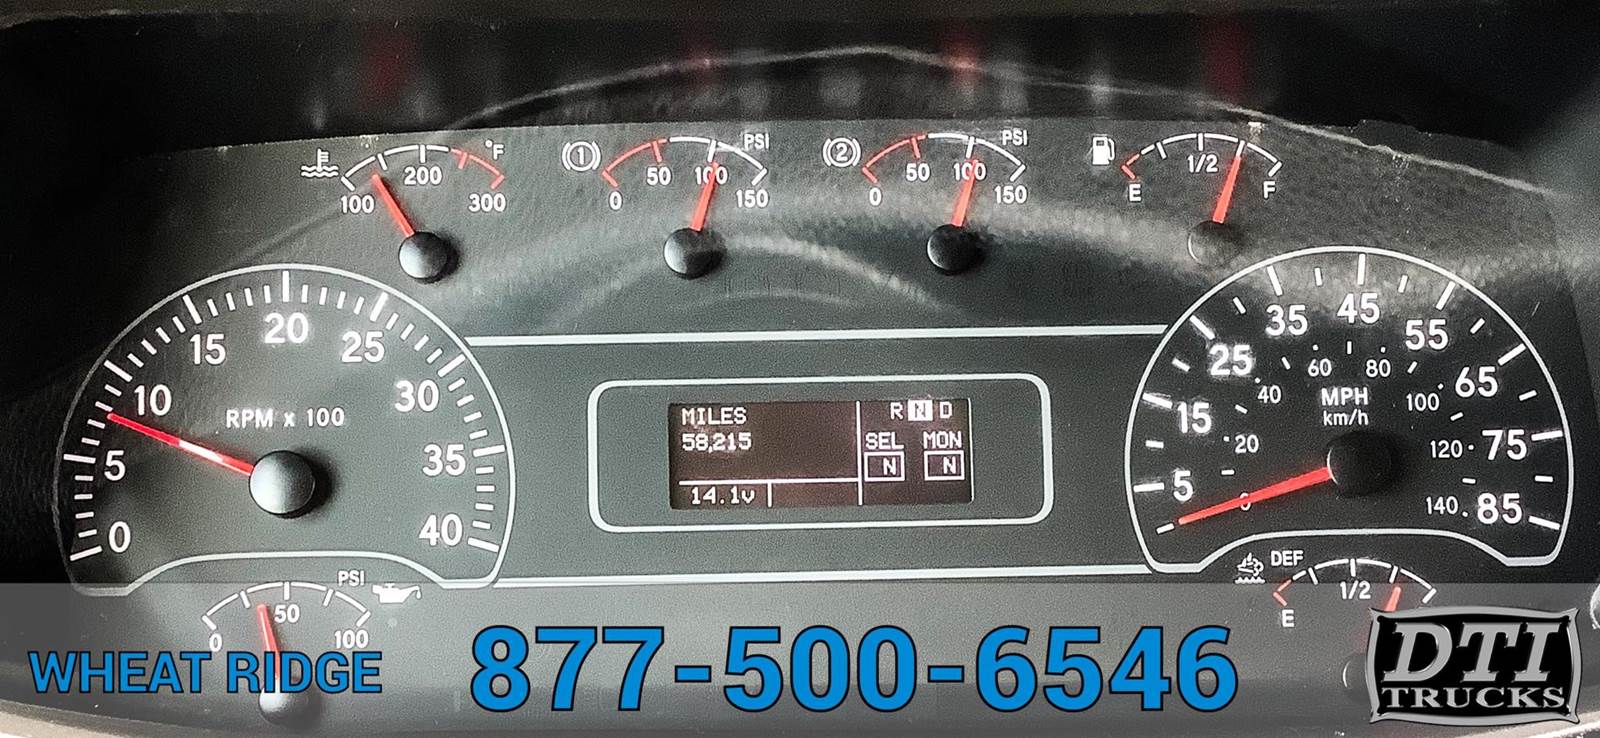 °F
100 200 300
(1) PSI
0 50 100 150
(2) PSI
0 50 100 150
E 1/2 F
0 5 10 15 20 25 30 35 40
RPM x 100
MILES
58,215
14.1v
R N D
SEL MON
N N
5 15 25 35 45 55 65 75 85
MPH
km/h
0 20 40 60 80 100 120 140
PSI
0 50 100
DEF
E 1/2
WHEAT RIDGE
877-500-6546
DTI
TRUCKS